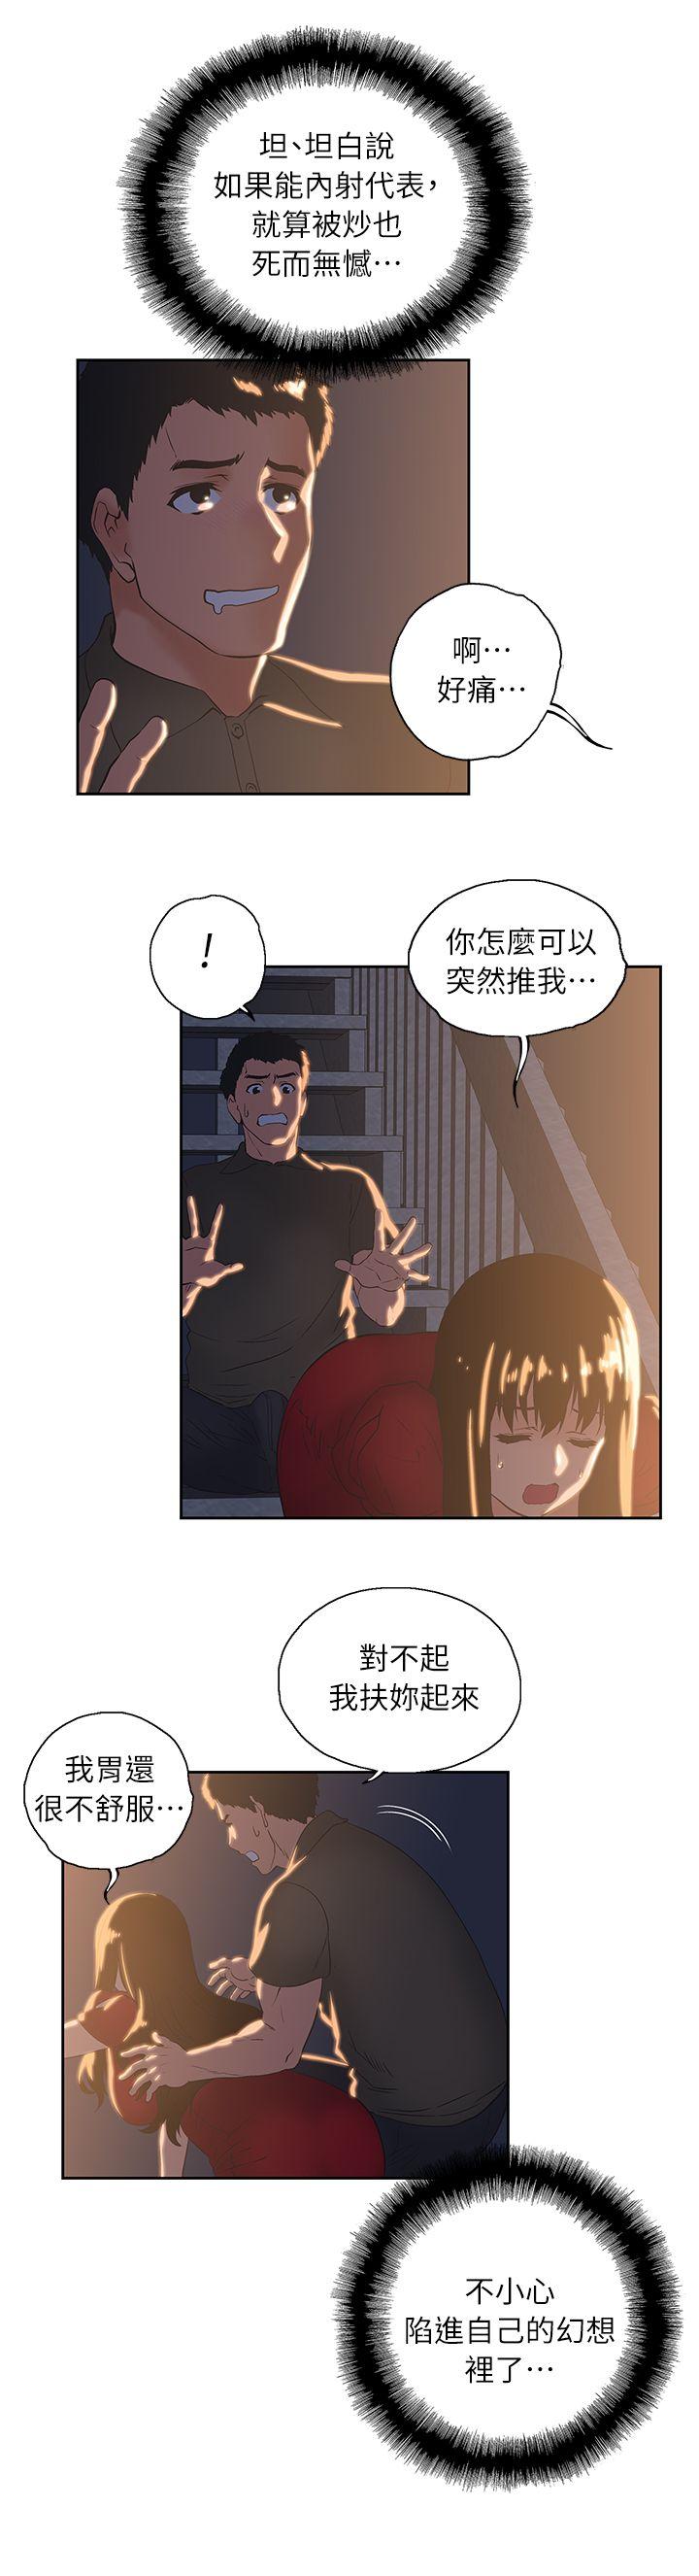 坦、坦白說
如果能內射代表，
就算被炒也
死而無憾…
啊…
好痛…
！
你怎麼可以
突然推我…
對不起
我扶妳起來
我胃還
很不舒服…
不小心
陷進自己的幻想
裡了…